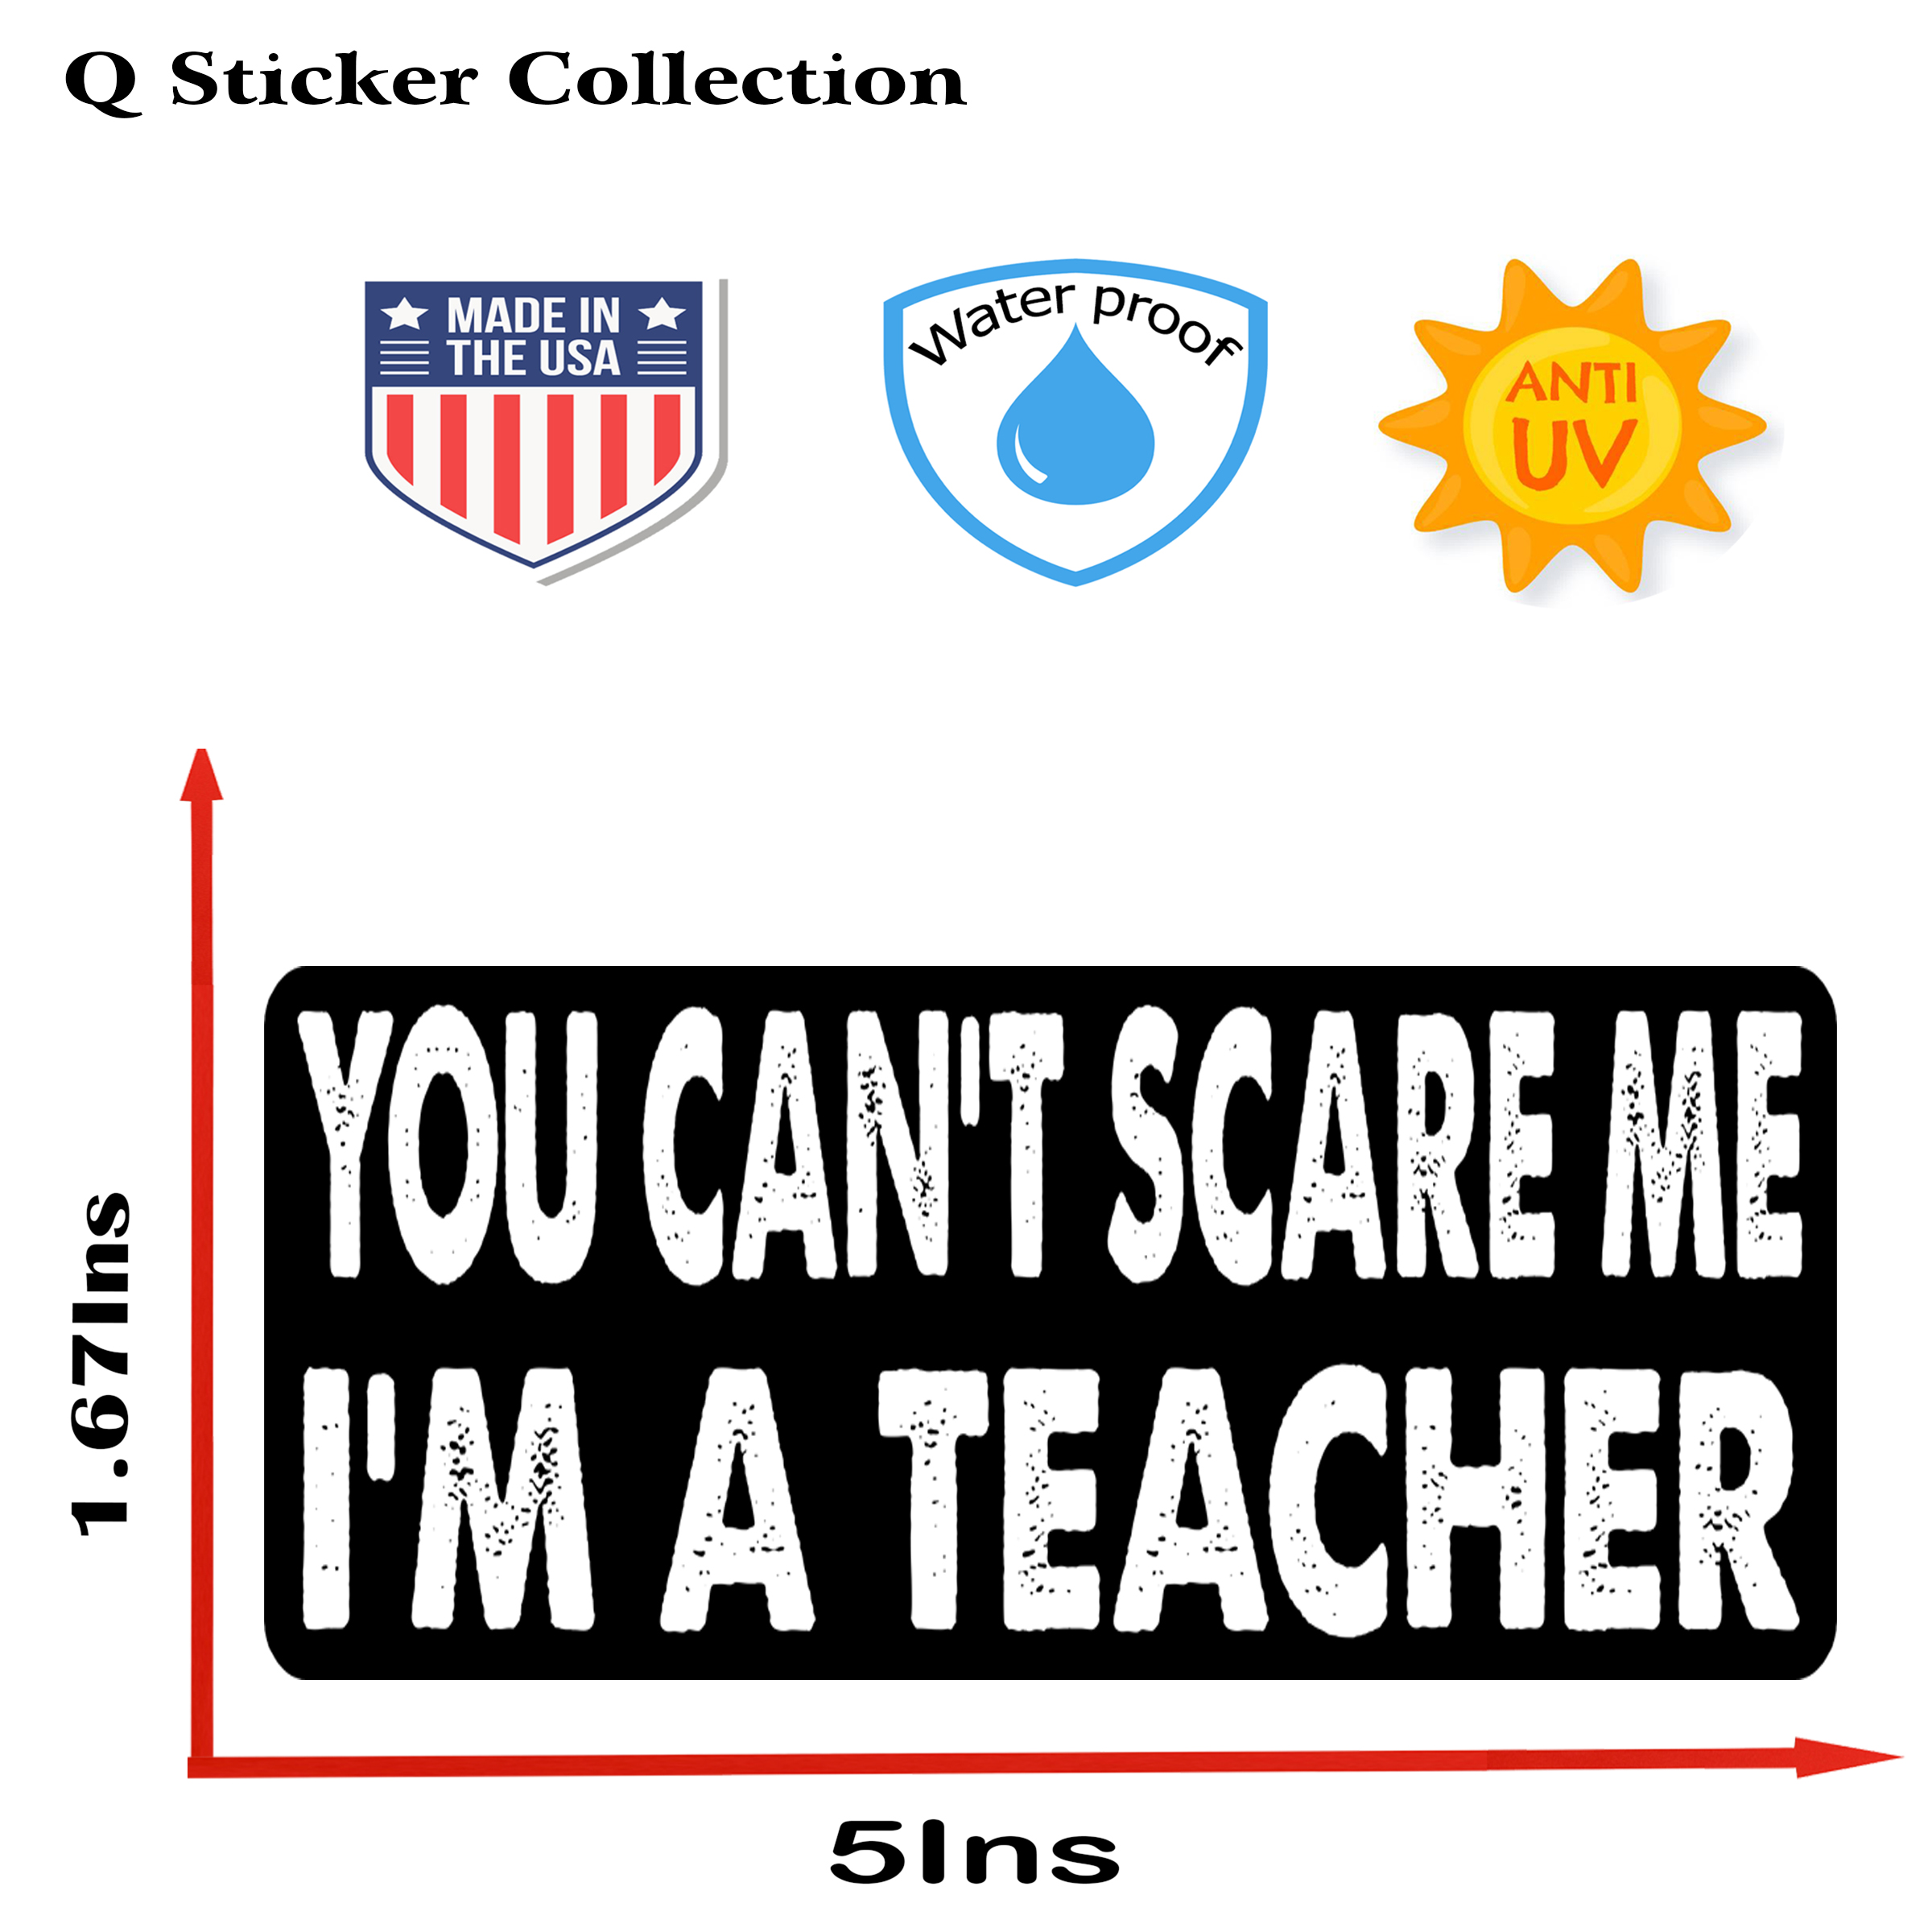 Q Sticker Collection
MADE IN
THE USA
Water proof
ANTI
UV
YOU CAN'T SCARE ME
I'M A TEACHER
1.67Ins
5Ins